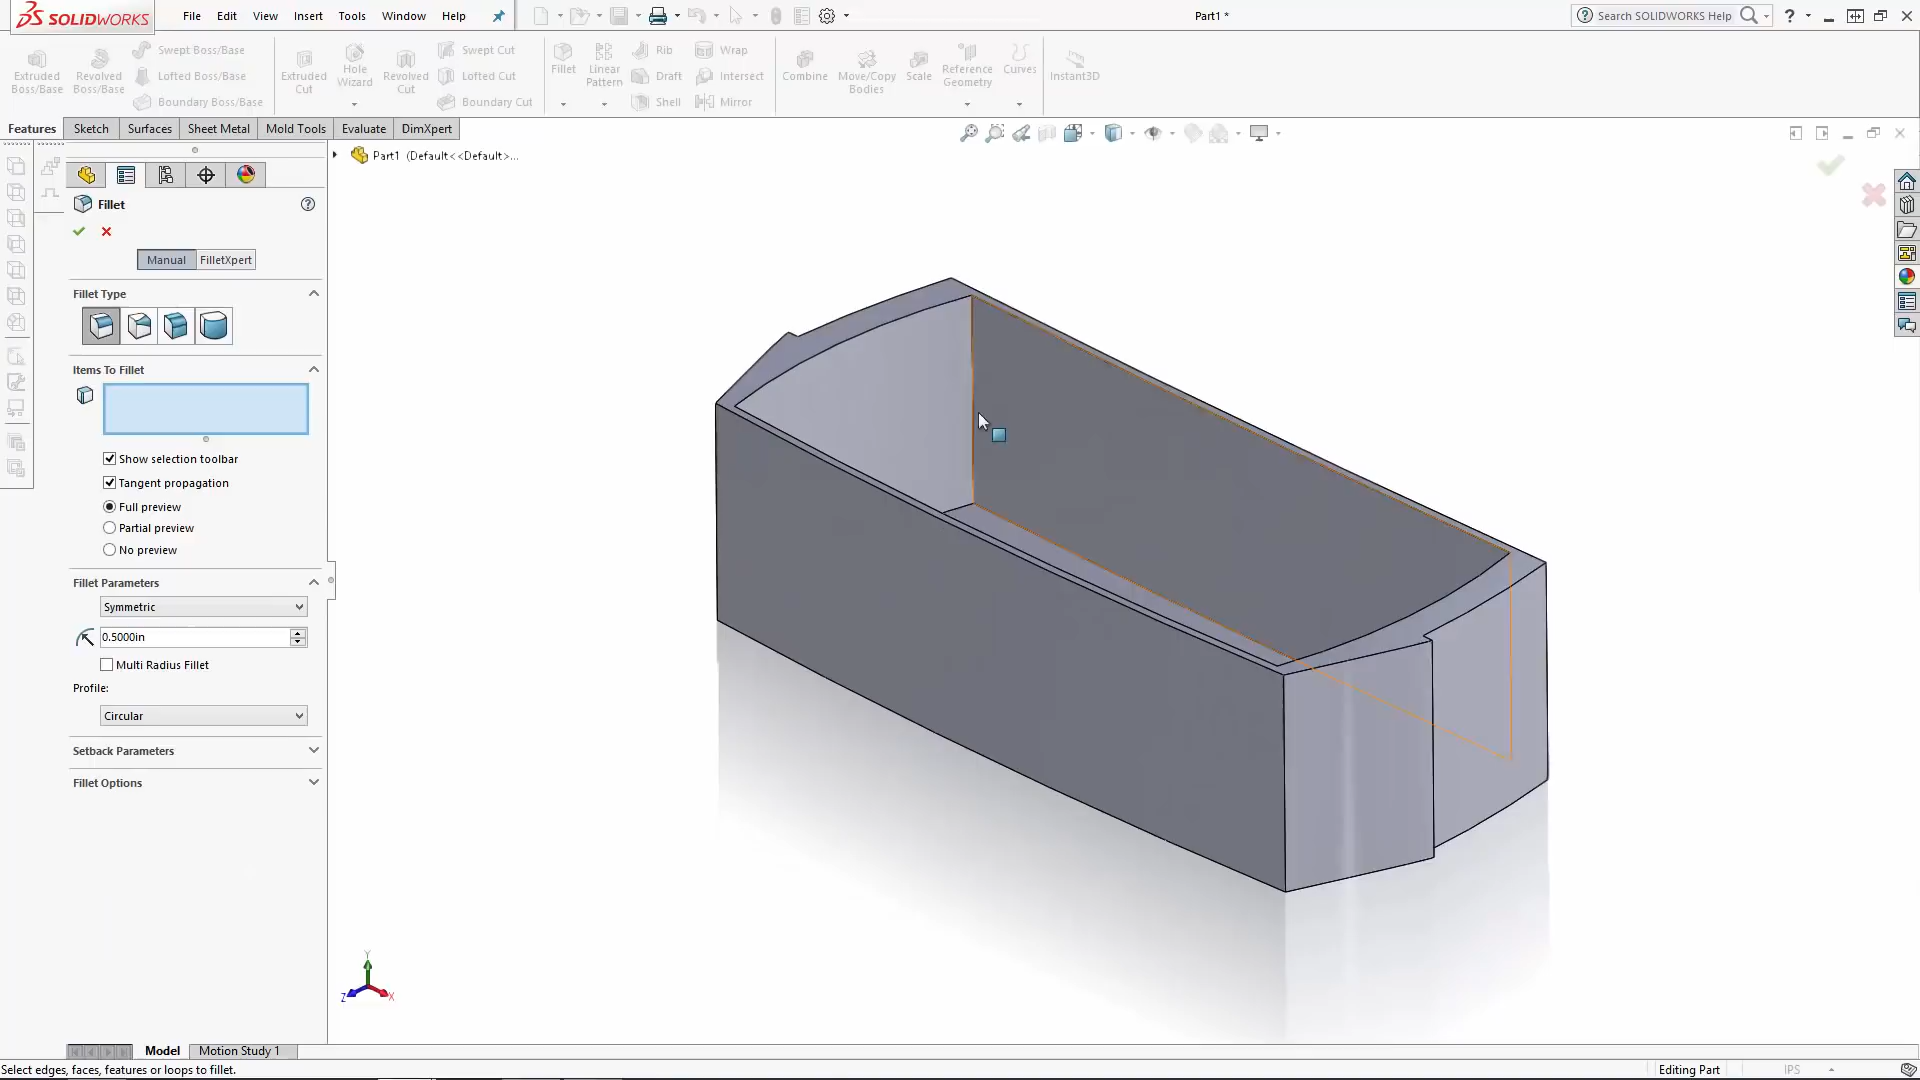 SOLIDWORKS
File Edit View Insert Tools Window Help
Part1 *
Search SOLIDWORKS Help
Extruded Boss/Base
Revolved Boss/Base
Swept Boss/Base
Lofted Boss/Base
Boundary Boss/Base
Extruded Cut
Hole Wizard
Revolved Cut
Swept Cut
Lofted Cut
Boundary Cut
Fillet
Linear Pattern
Rib
Draft
Shell
Wrap
Intersect
Mirror
Combine
Move/Copy Bodies
Scale
Reference Geometry
Curves
Instant3D
Features Sketch Surfaces Sheet Metal Mold Tools Evaluate DimXpert
Part1 (Default<<Default>...
Fillet
Manual FilletXpert
Fillet Type
Items To Fillet
Show selection toolbar
Tangent propagation
Full preview
Partial preview
No preview
Fillet Parameters
Symmetric
0.5000in
Multi Radius Fillet
Profile:
Circular
Setback Parameters
Fillet Options
Y
Z
X
Model Motion Study 1
Select edges, faces, features or loops to fillet.
Editing Part
IPS